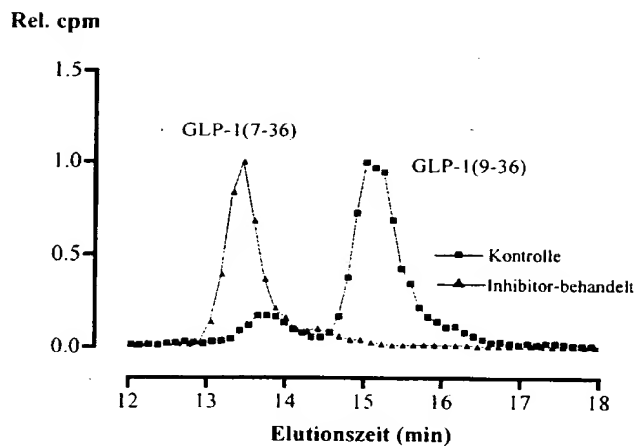 Rel. cpm
1.5
GLP-1(7-36)
1.0
GLP-1(9-36)
0.5
Kontrolle
Inhibitor-behandelt
0.0
12 13 14 15 16 17 18
Elutionszeit (min)